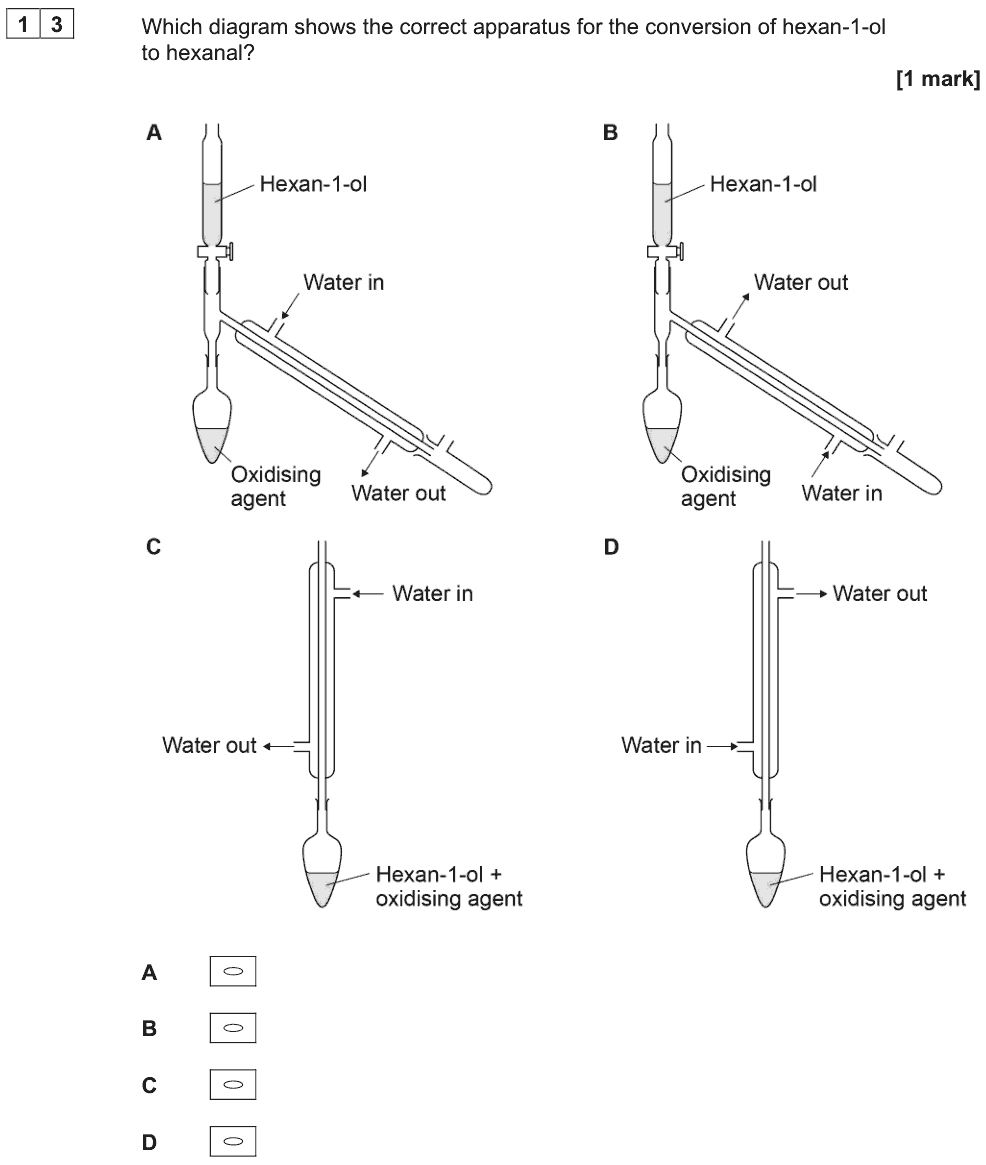 1 3
Which diagram shows the correct apparatus for the conversion of hexan-1-ol
to hexanal?
[1 mark]
A
Hexan-1-ol
Water in
Oxidising
agent
Water out
B
Hexan-1-ol
Water out
Oxidising
agent
Water in
C
Water in
Water out
Hexan-1-ol +
oxidising agent
D
Water out
Water in
Hexan-1-ol +
oxidising agent
A
B
C
D